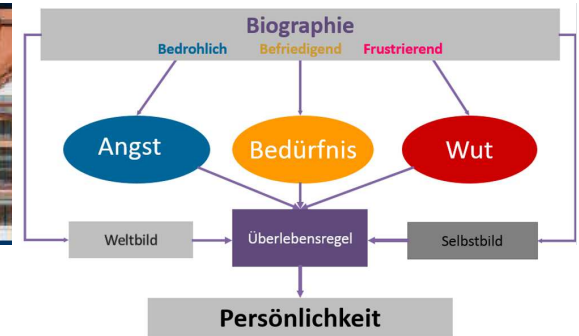 Biographie
Bedrohlich Befriedigend Frustrierend
Angst Bedürfnis Wut
Weltbild Überlebensregel Selbstbild
Persönlichkeit